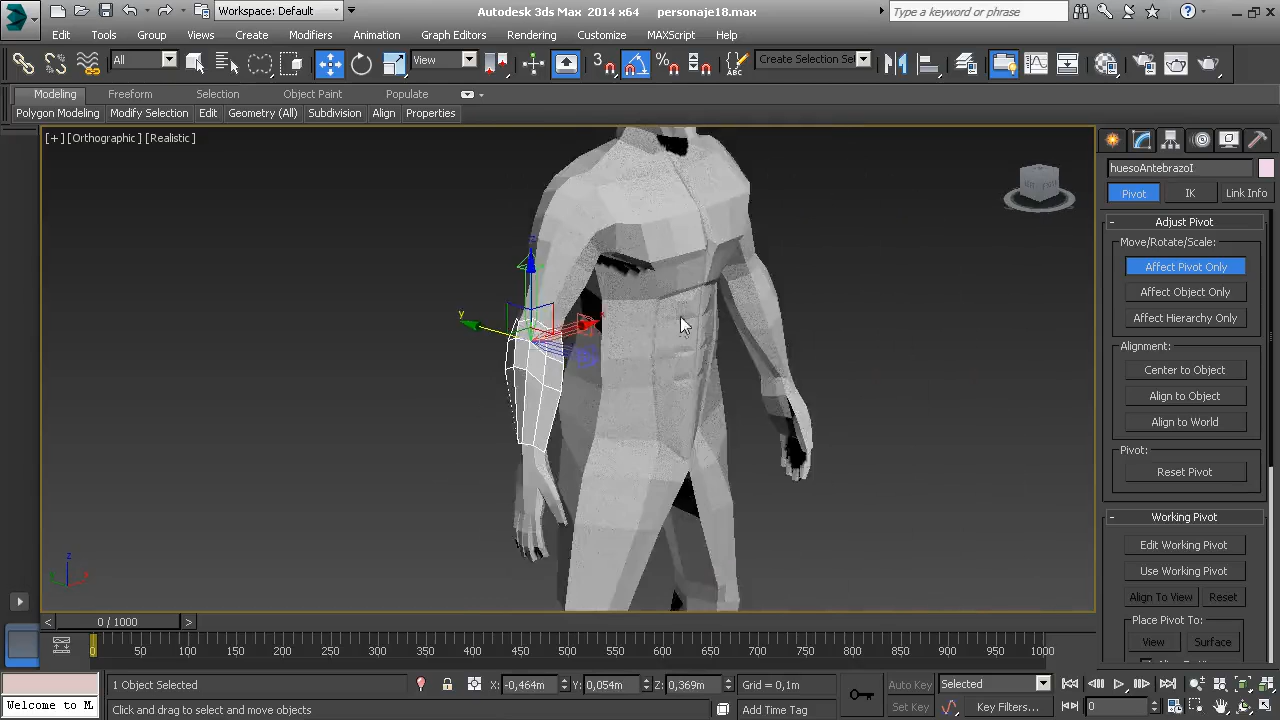 Workspace: Default
Autodesk 3ds Max 2014 x64 personaje18.max
Type a keyword or phrase
Edit Tools Group Views Create Modifiers Animation Graph Editors Rendering Customize MAXScript Help
All View 3 Create Selection Se
Modeling Freeform Selection Object Paint Populate
Polygon Modeling Modify Selection Edit Geometry (All) Subdivision Align Properties
[+] [Orthographic] [Realistic]
z
y
x
z
huesoAntebrazoI
Pivot IK Link Info
- Adjust Pivot
Move/Rotate/Scale:
Affect Pivot Only
Affect Object Only
Affect Hierarchy Only
Alignment:
Center to Object
Align to Object
Align to World
Pivot:
Reset Pivot
- Working Pivot
Edit Working Pivot
Use Working Pivot
Align To View Reset
Place Pivot To:
View Surface
< 0 / 1000 >
0 50 100 150 200 250 300 350 400 450 500 550 600 650 700 750 800 850 900 950 1000
1 Object Selected X: -0,464m Y: 0,054m Z: 0,369m Grid = 0,1m Auto Key Selected
Welcome to M. Click and drag to select and move objects Add Time Tag Set Key Key Filters... 0